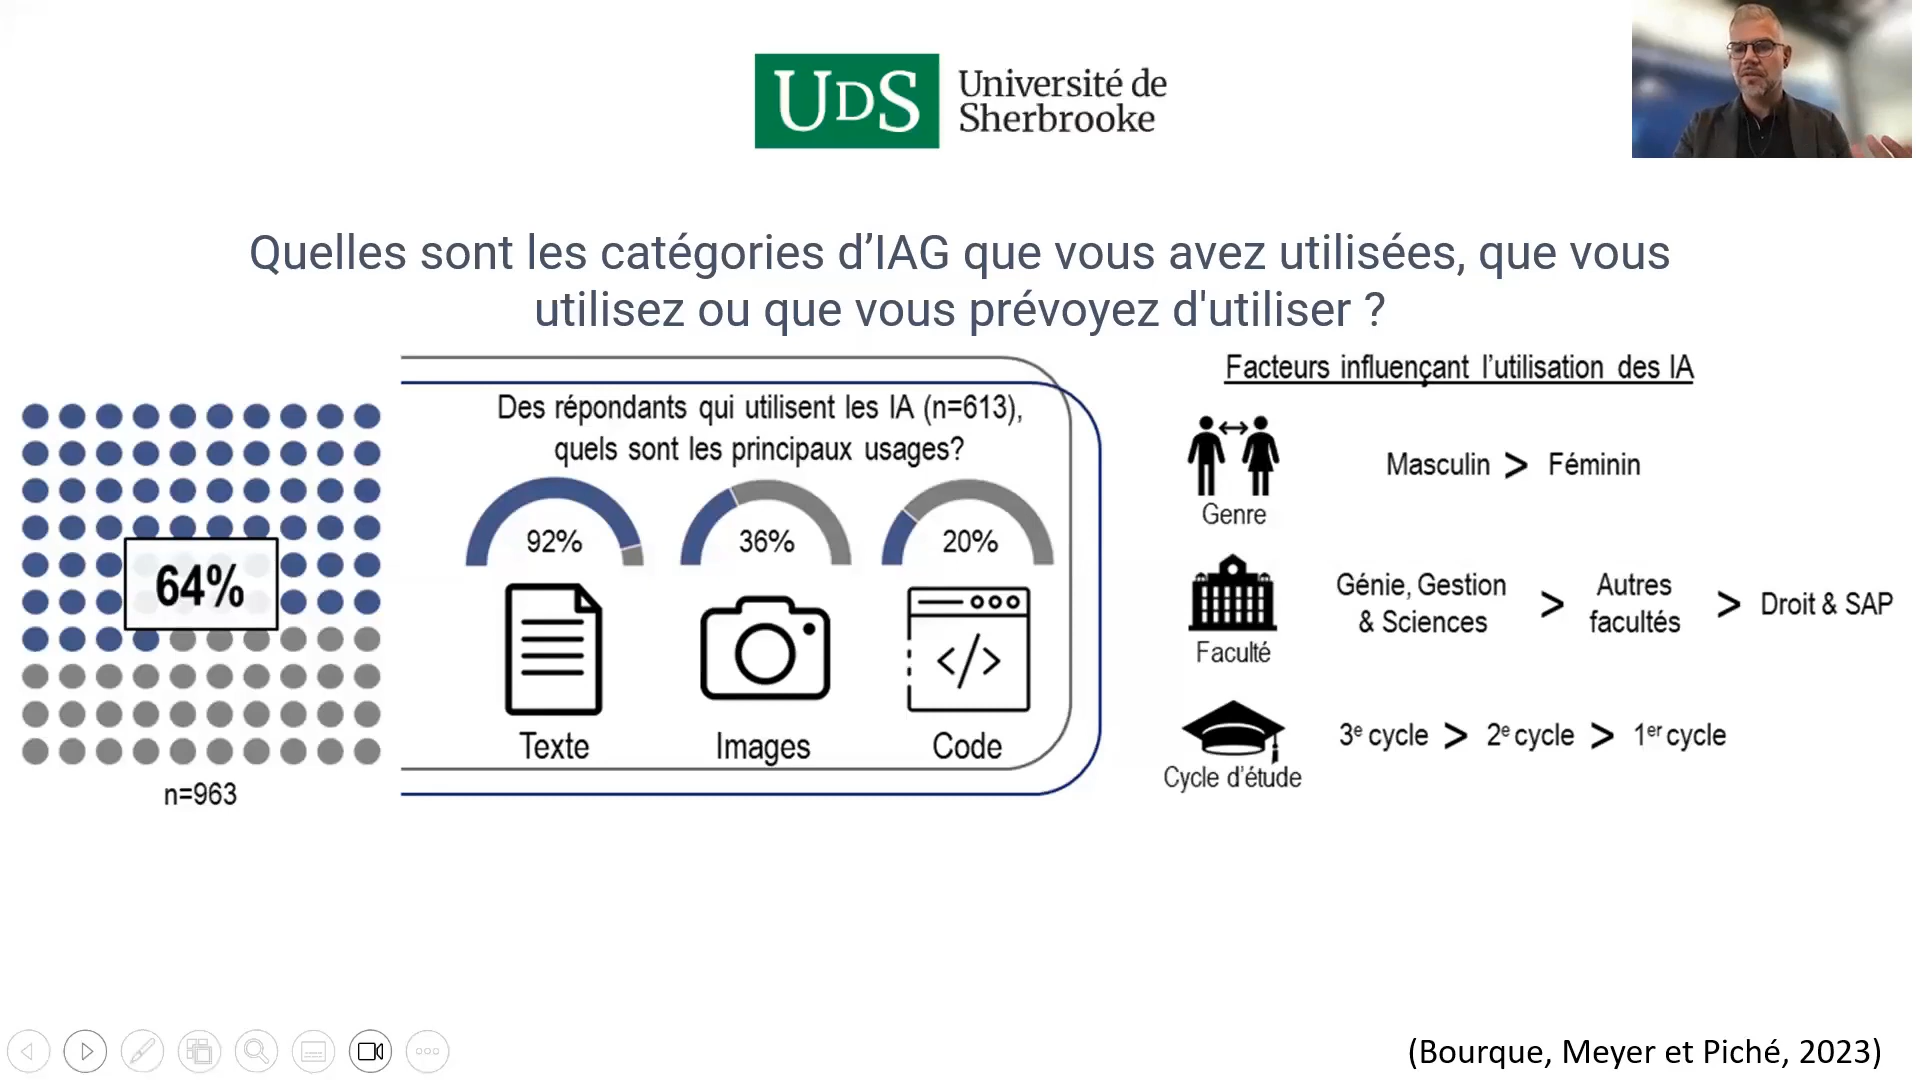 UDS Université de
Sherbrooke
Quelles sont les catégories d’IAG que vous avez utilisées, que vous
utilisez ou que vous prévoyez d'utiliser ?
64%
n=963
Des répondants qui utilisent les IA (n=613),
quels sont les principaux usages?
92% 36% 20%
</>
Texte Images Code
Facteurs influençant l’utilisation des IA
Genre
Masculin > Féminin
Faculté
Génie, Gestion
& Sciences > Autres
facultés > Droit & SAP
Cycle d’étude
3e cycle > 2e cycle > 1er cycle
(Bourque, Meyer et Piché, 2023)